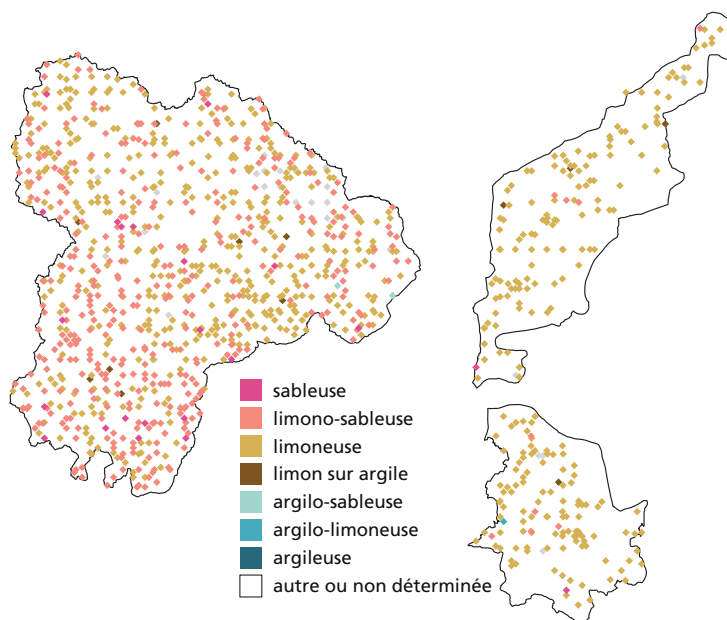 sableuse
limono-sableuse
limoneuse
limon sur argile
argilo-sableuse
argilo-limoneuse
argileuse
autre ou non déterminée